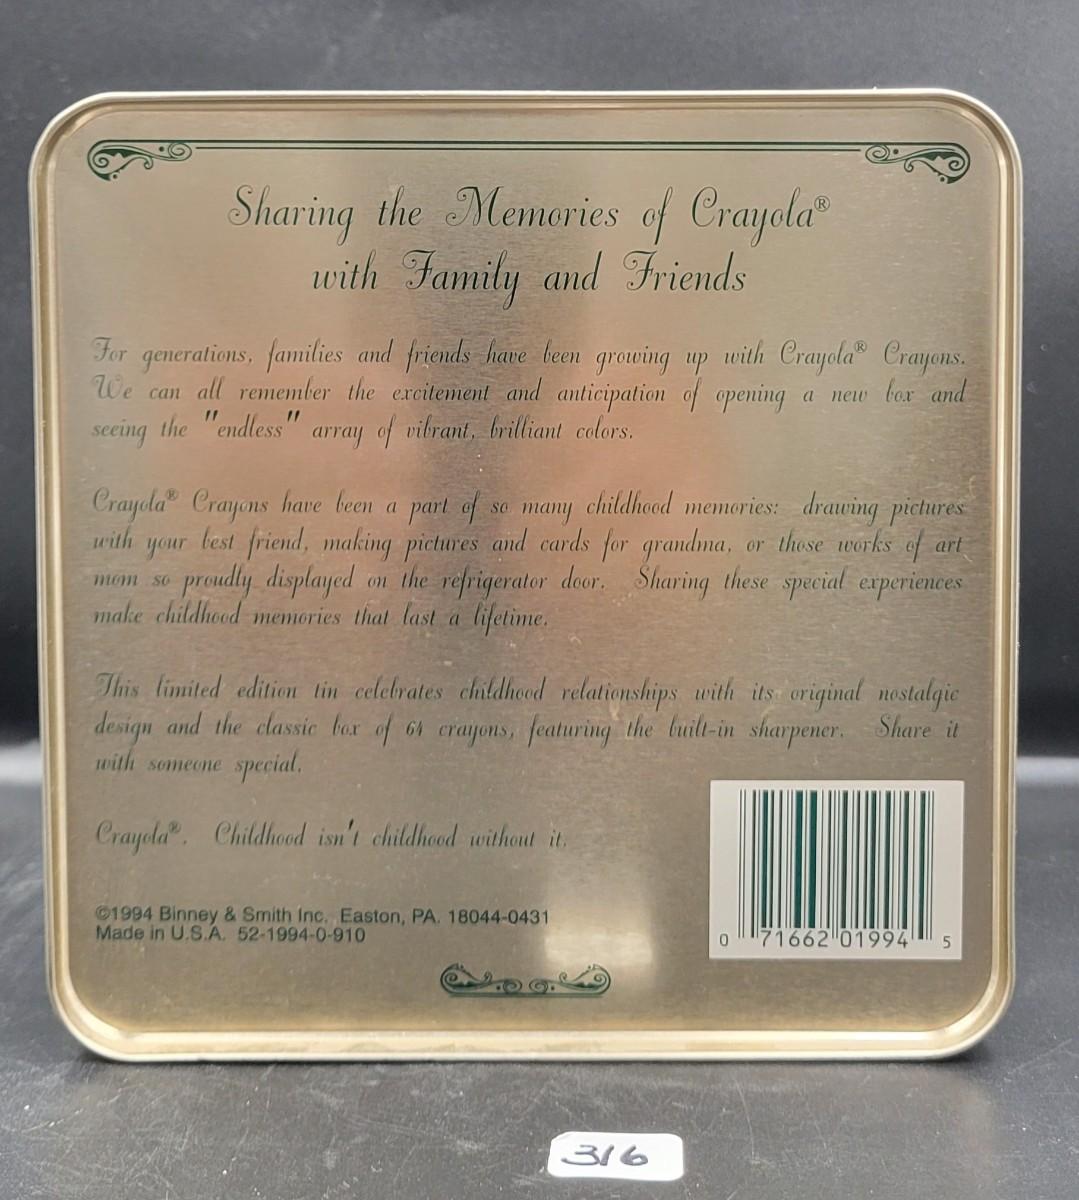 Sharing the Memories of Crayola®
with Family and Friends
For generations, families and friends have been growing up with Crayola® Crayons.
We can all remember the excitement and anticipation of opening a new box and
seeing the "endless" array of vibrant, brilliant colors.
Crayola® Crayons have been a part of so many childhood memories: drawing pictures
with your best friend, making pictures and cards for grandma, or those works of art
mom so proudly displayed on the refrigerator door. Sharing these special experiences
make childhood memories that last a lifetime.
This limited edition tin celebrates childhood relationships with its original nostalgic
design and the classic box of 64 crayons, featuring the built-in sharpener. Share it
with someone special.
Crayola®. Childhood isn't childhood without it.
©1994 Binney & Smith Inc. Easton, PA. 18044-0431
Made in U.S.A. 52-1994-0-910
0 71662 01994 5
316